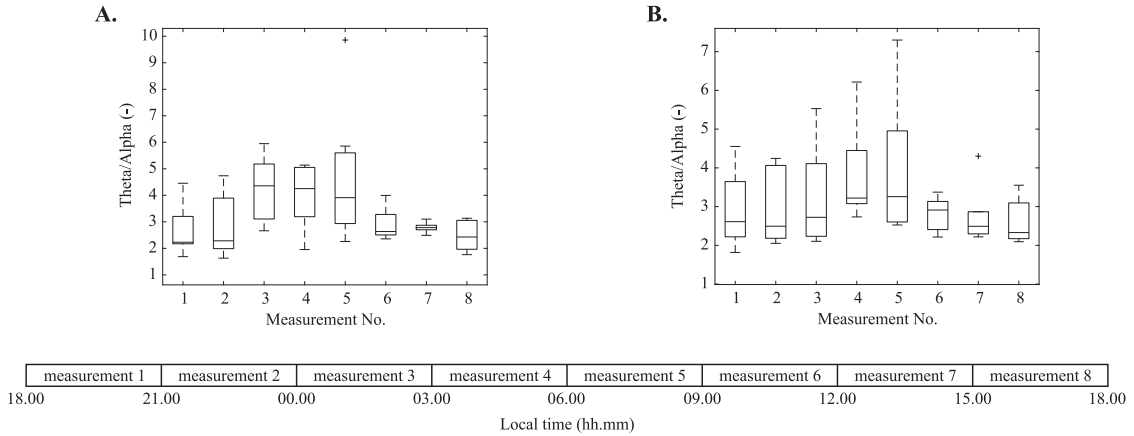 A.
10
9
8
7
6
5
4
3
2
1
Theta/Alpha (-)
1 2 3 4 5 6 7 8
Measurement No.
B.
7
6
5
4
3
2
1
Theta/Alpha (-)
1 2 3 4 5 6 7 8
Measurement No.
measurement 1 measurement 2 measurement 3 measurement 4 measurement 5 measurement 6 measurement 7 measurement 8
18.00 21.00 00.00 03.00 06.00 09.00 12.00 15.00 18.00
Local time (hh.mm)